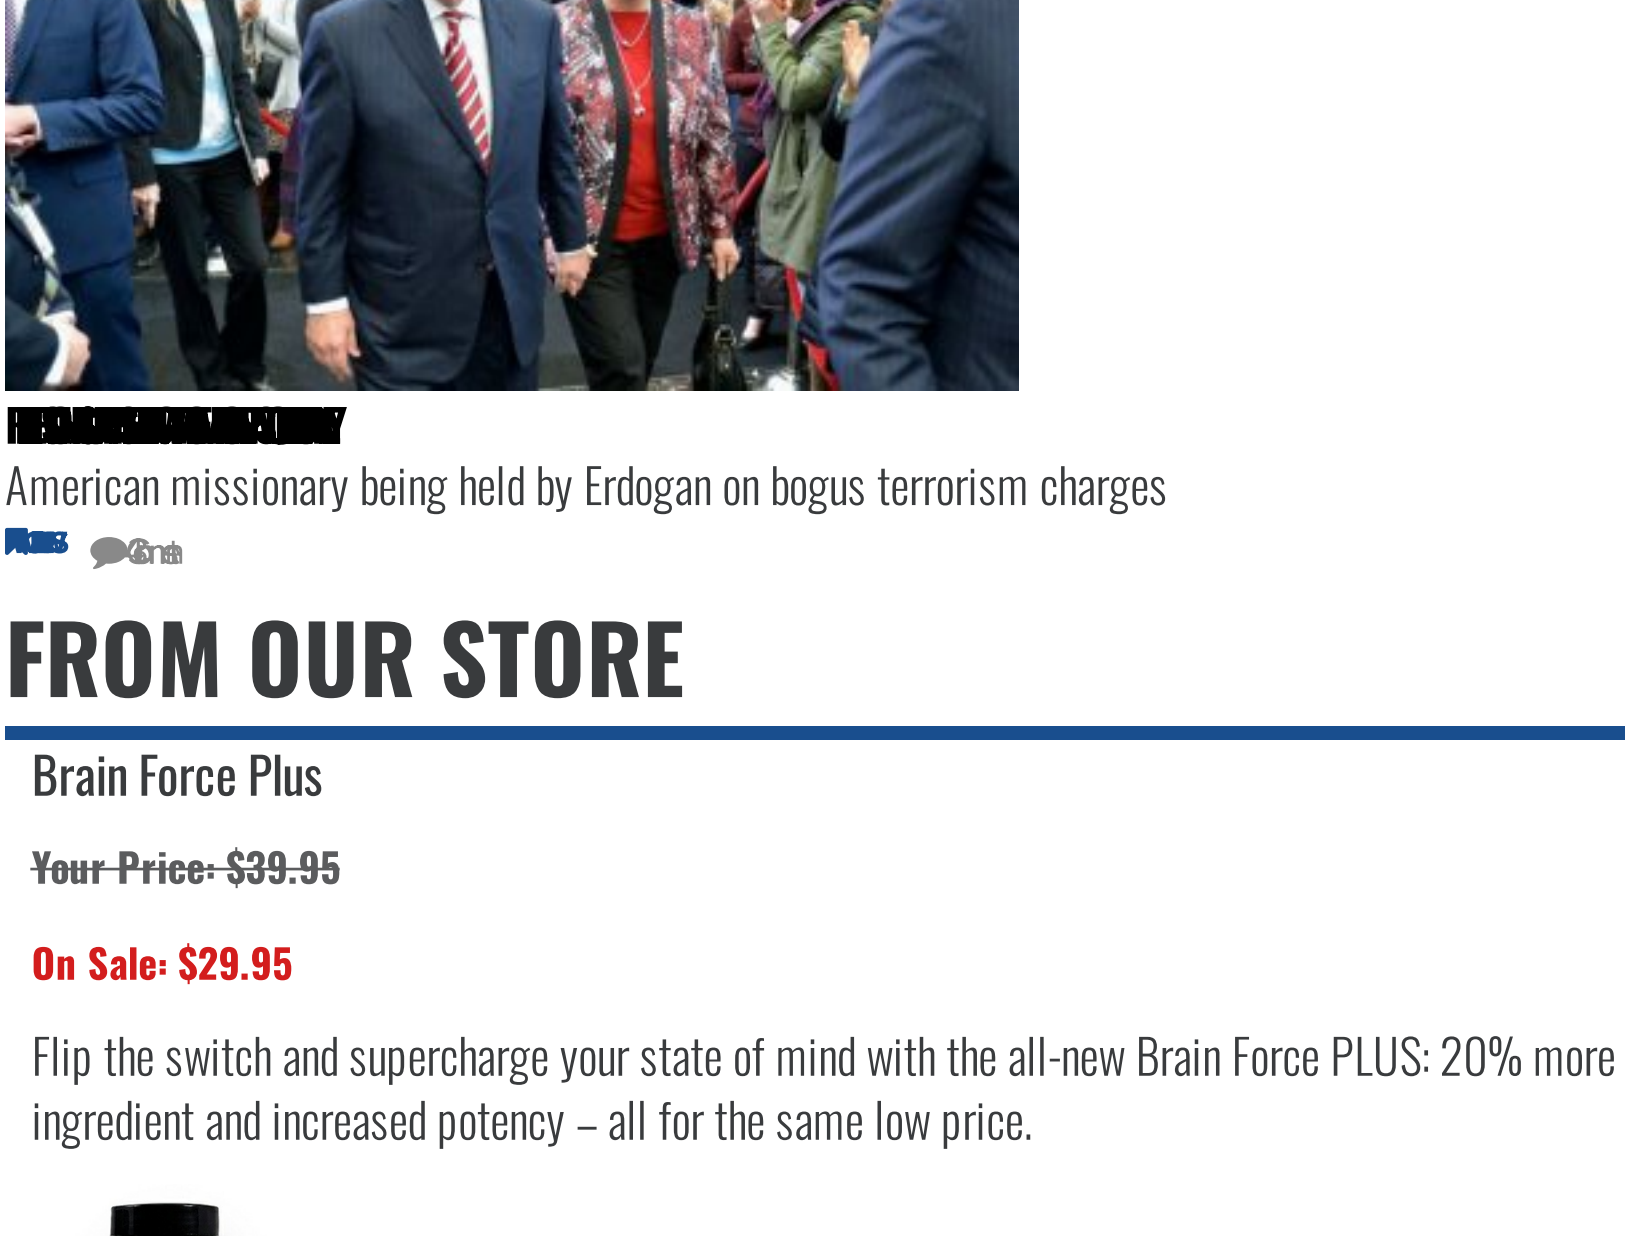 American missionary being held by Erdogan on bogus terrorism charges
FROM OUR STORE
Brain Force Plus
Your Price: $39.95
On Sale: $29.95
Flip the switch and supercharge your state of mind with the all-new Brain Force PLUS: 20% more
ingredient and increased potency – all for the same low price.